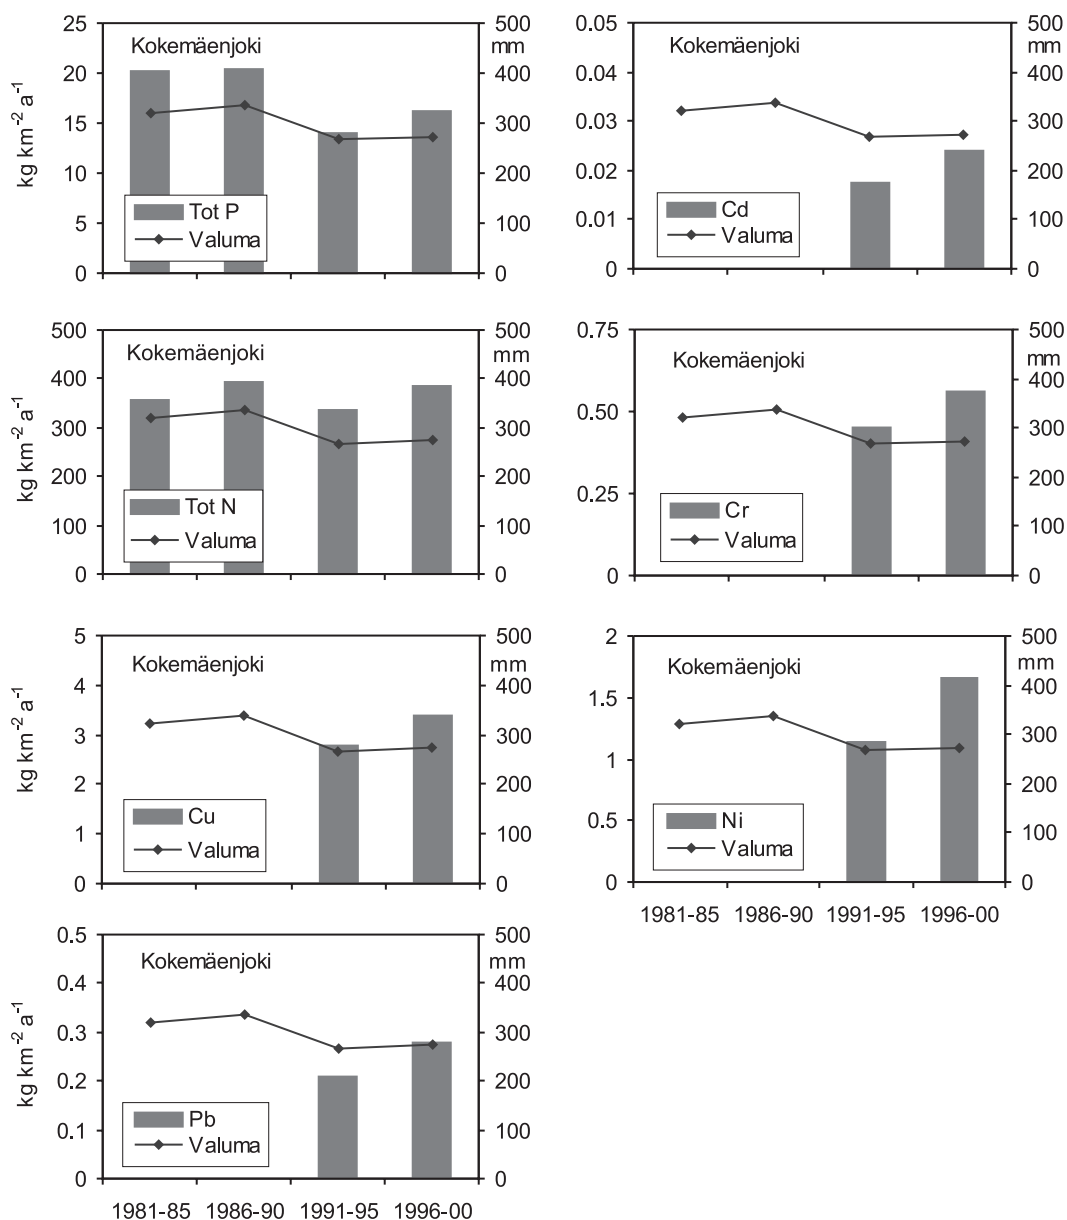 25
20
15
10
5
0
kg km-2 a-1
500
mm
400
300
200
100
0
Kokemäenjoki
Tot P
Valuma
0.05
0.04
0.03
0.02
0.01
0
500
mm
400
300
200
100
0
Kokemäenjoki
Cd
Valuma
500
400
300
200
100
0
kg km-2 a-1
500
mm
400
300
200
100
0
Kokemäenjoki
Tot N
Valuma
0.75
0.50
0.25
0
500
mm
400
300
200
100
0
Kokemäenjoki
Cr
Valuma
5
4
3
2
1
0
kg km-2 a-1
500
mm
400
300
200
100
0
Kokemäenjoki
Cu
Valuma
2
1.5
1
0.5
0
500
mm
400
300
200
100
0
Kokemäenjoki
Ni
Valuma
1981-85 1986-90 1991-95 1996-00
0.5
0.4
0.3
0.2
0.1
0
kg km-2 a-1
500
mm
400
300
200
100
0
Kokemäenjoki
Pb
Valuma
1981-85 1986-90 1991-95 1996-00